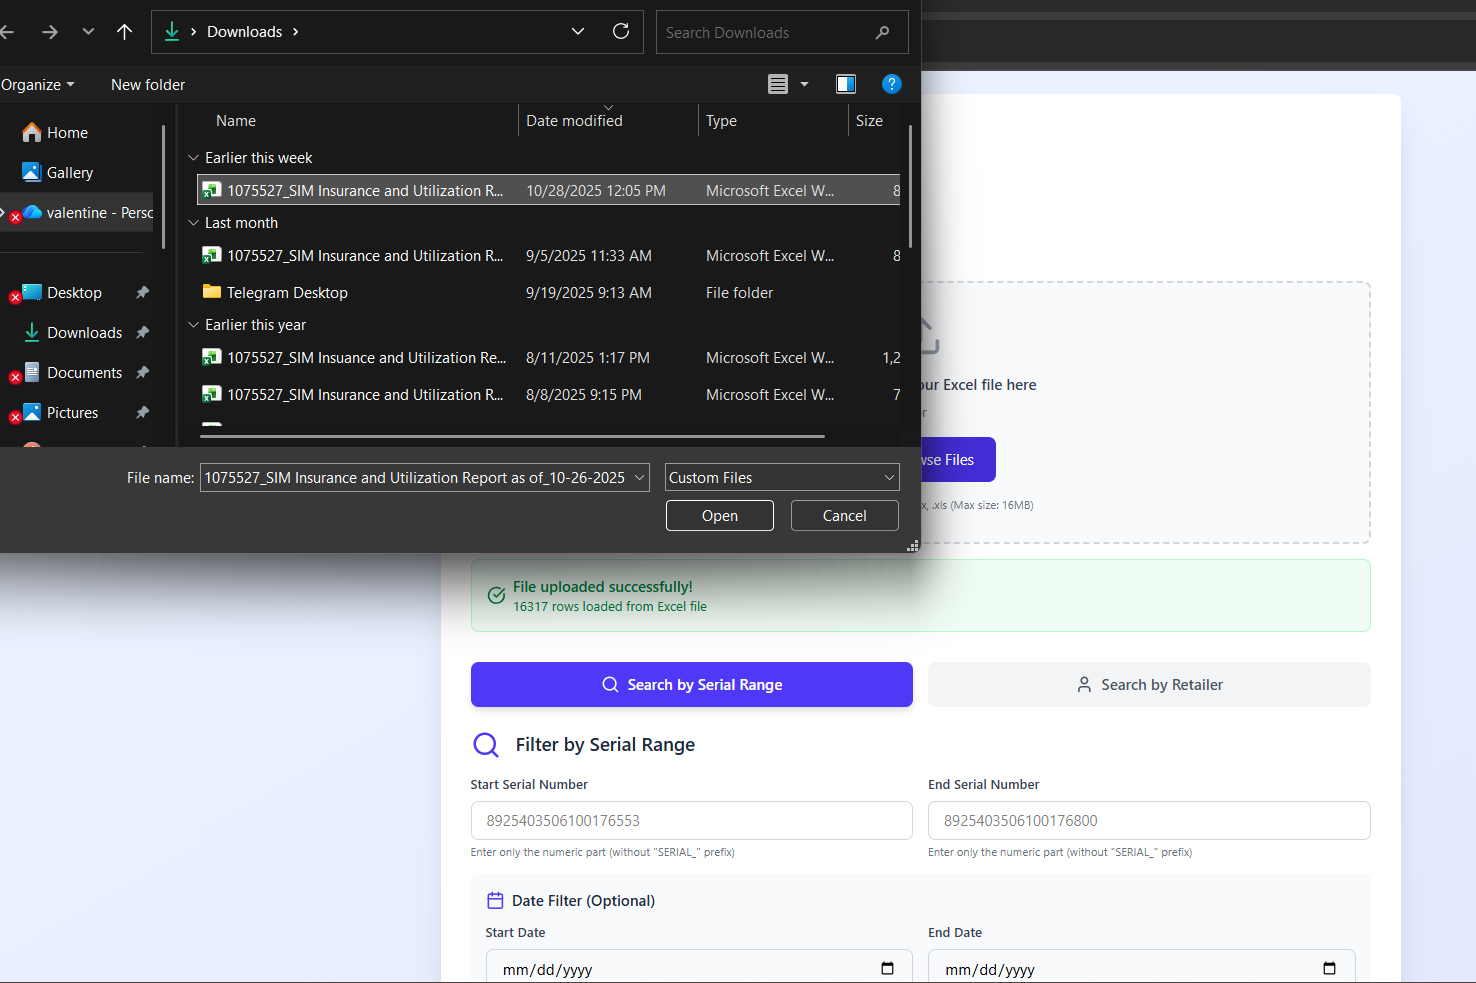 Downloads
Search Downloads
Organize
New folder
Name
Date modified
Type
Size
Home
Gallery
valentine - Perso
Desktop
Downloads
Documents
Pictures
Earlier this week
1075527_SIM Insurance and Utilization R... 10/28/2025 12:05 PM Microsoft Excel W... 8
Last month
1075527_SIM Insurance and Utilization R... 9/5/2025 11:33 AM Microsoft Excel W... 8
Telegram Desktop 9/19/2025 9:13 AM File folder
Earlier this year
1075527_SIM Insuance and Utilization Re... 8/11/2025 1:17 PM Microsoft Excel W... 1,2
1075527_SIM Insurance and Utilization R... 8/8/2025 9:15 PM Microsoft Excel W... 7
File name: 1075527_SIM Insurance and Utilization Report as of_10-26-2025
Custom Files
Open
Cancel
our Excel file here
r
wse Files
x, .xls (Max size: 16MB)
File uploaded successfully!
16317 rows loaded from Excel file
Search by Serial Range
Search by Retailer
Filter by Serial Range
Start Serial Number
End Serial Number
8925403506100176553
8925403506100176800
Enter only the numeric part (without "SERIAL_" prefix)
Enter only the numeric part (without "SERIAL_" prefix)
Date Filter (Optional)
Start Date
End Date
mm/dd/yyyy
mm/dd/yyyy